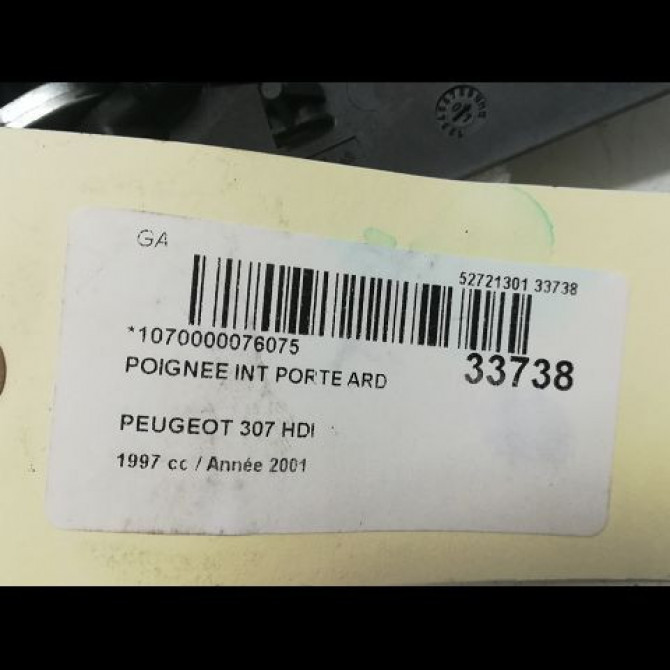 GA
52721301 33738
*1070000076075
33738
POIGNEE INT PORTE ARD
PEUGEOT 307 HDI
1997 cc / Année 2001